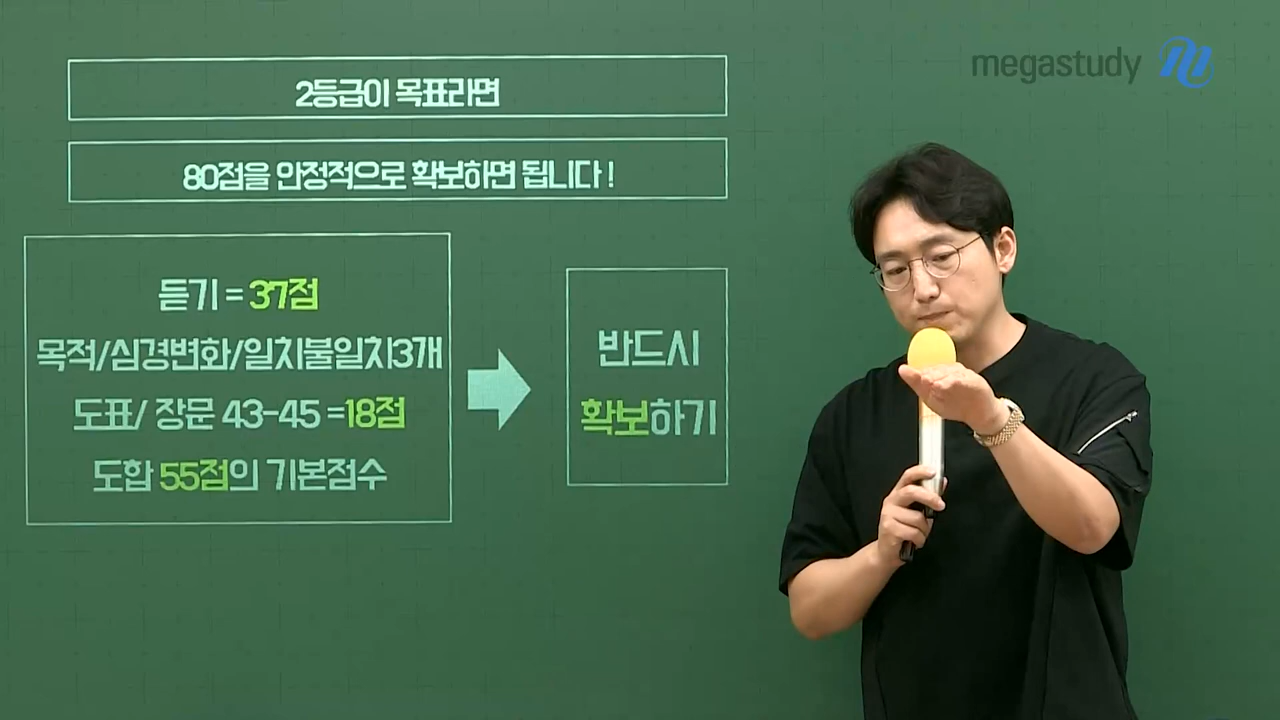 megastudy
2등급이 목표라면
80점을 안정적으로 확보하면 됩니다!
듣기 = 37점
목적/심경변화/일치불일치3개
도표/ 장문 43-45 =18점
도합 55점의 기본점수
반드시
확보하기